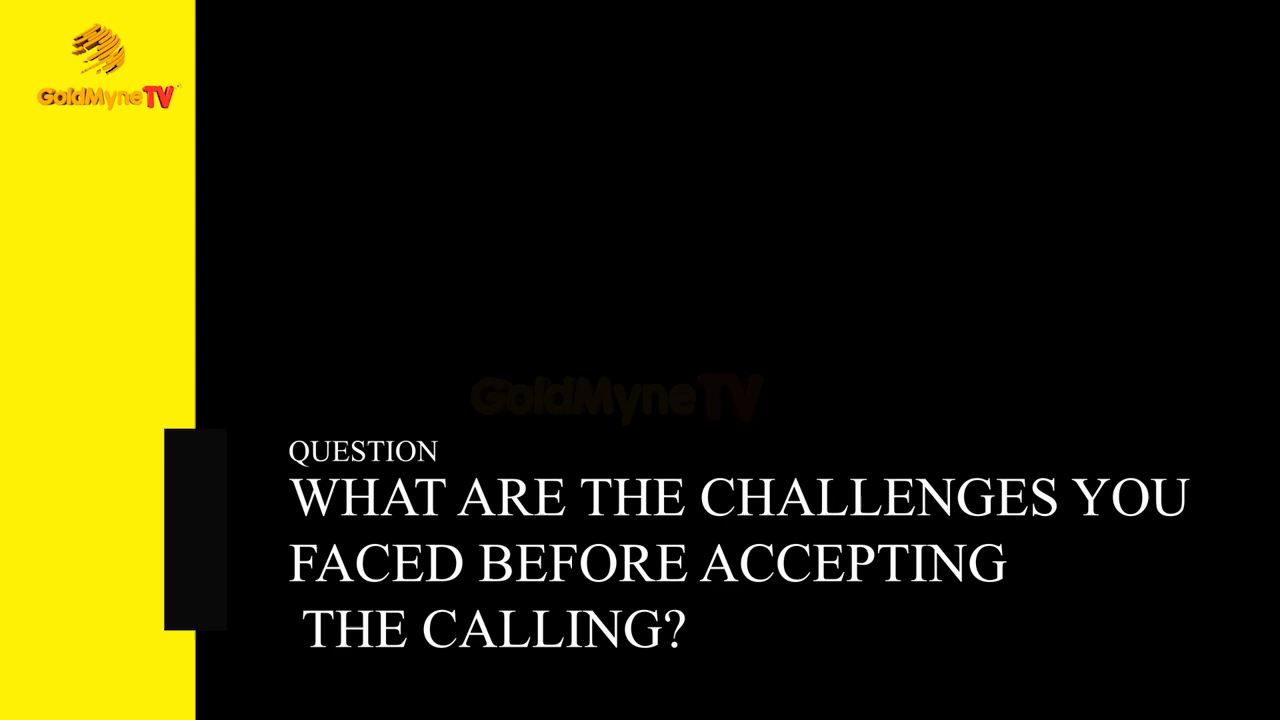 GoldMyneTV
GoldMyneTV
QUESTION
WHAT ARE THE CHALLENGES YOU
FACED BEFORE ACCEPTING
THE CALLING?